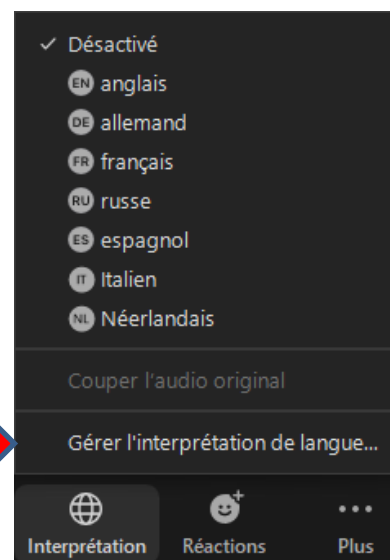 Désactivé
EN anglais
DE allemand
FR français
RU russe
ES espagnol
IT Italien
NL Néerlandais
Couper l'audio original
Gérer l'interprétation de langue...
Interprétation Réactions Plus